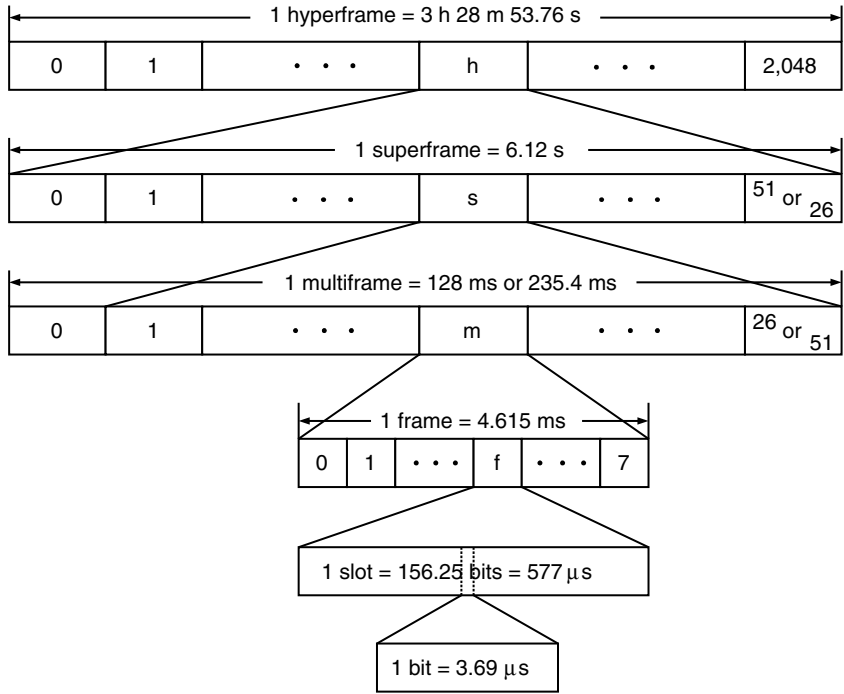 1 hyperframe = 3 h 28 m 53.76 s
0 1 . . . h . . . 2,048
1 superframe = 6.12 s
0 1 . . . s . . . 51 or 26
1 multiframe = 128 ms or 235.4 ms
0 1 . . . m . . . 26 or 51
1 frame = 4.615 ms
0 1 . . . f . . . 7
1 slot = 156.25 bits = 577 μs
1 bit = 3.69 μs